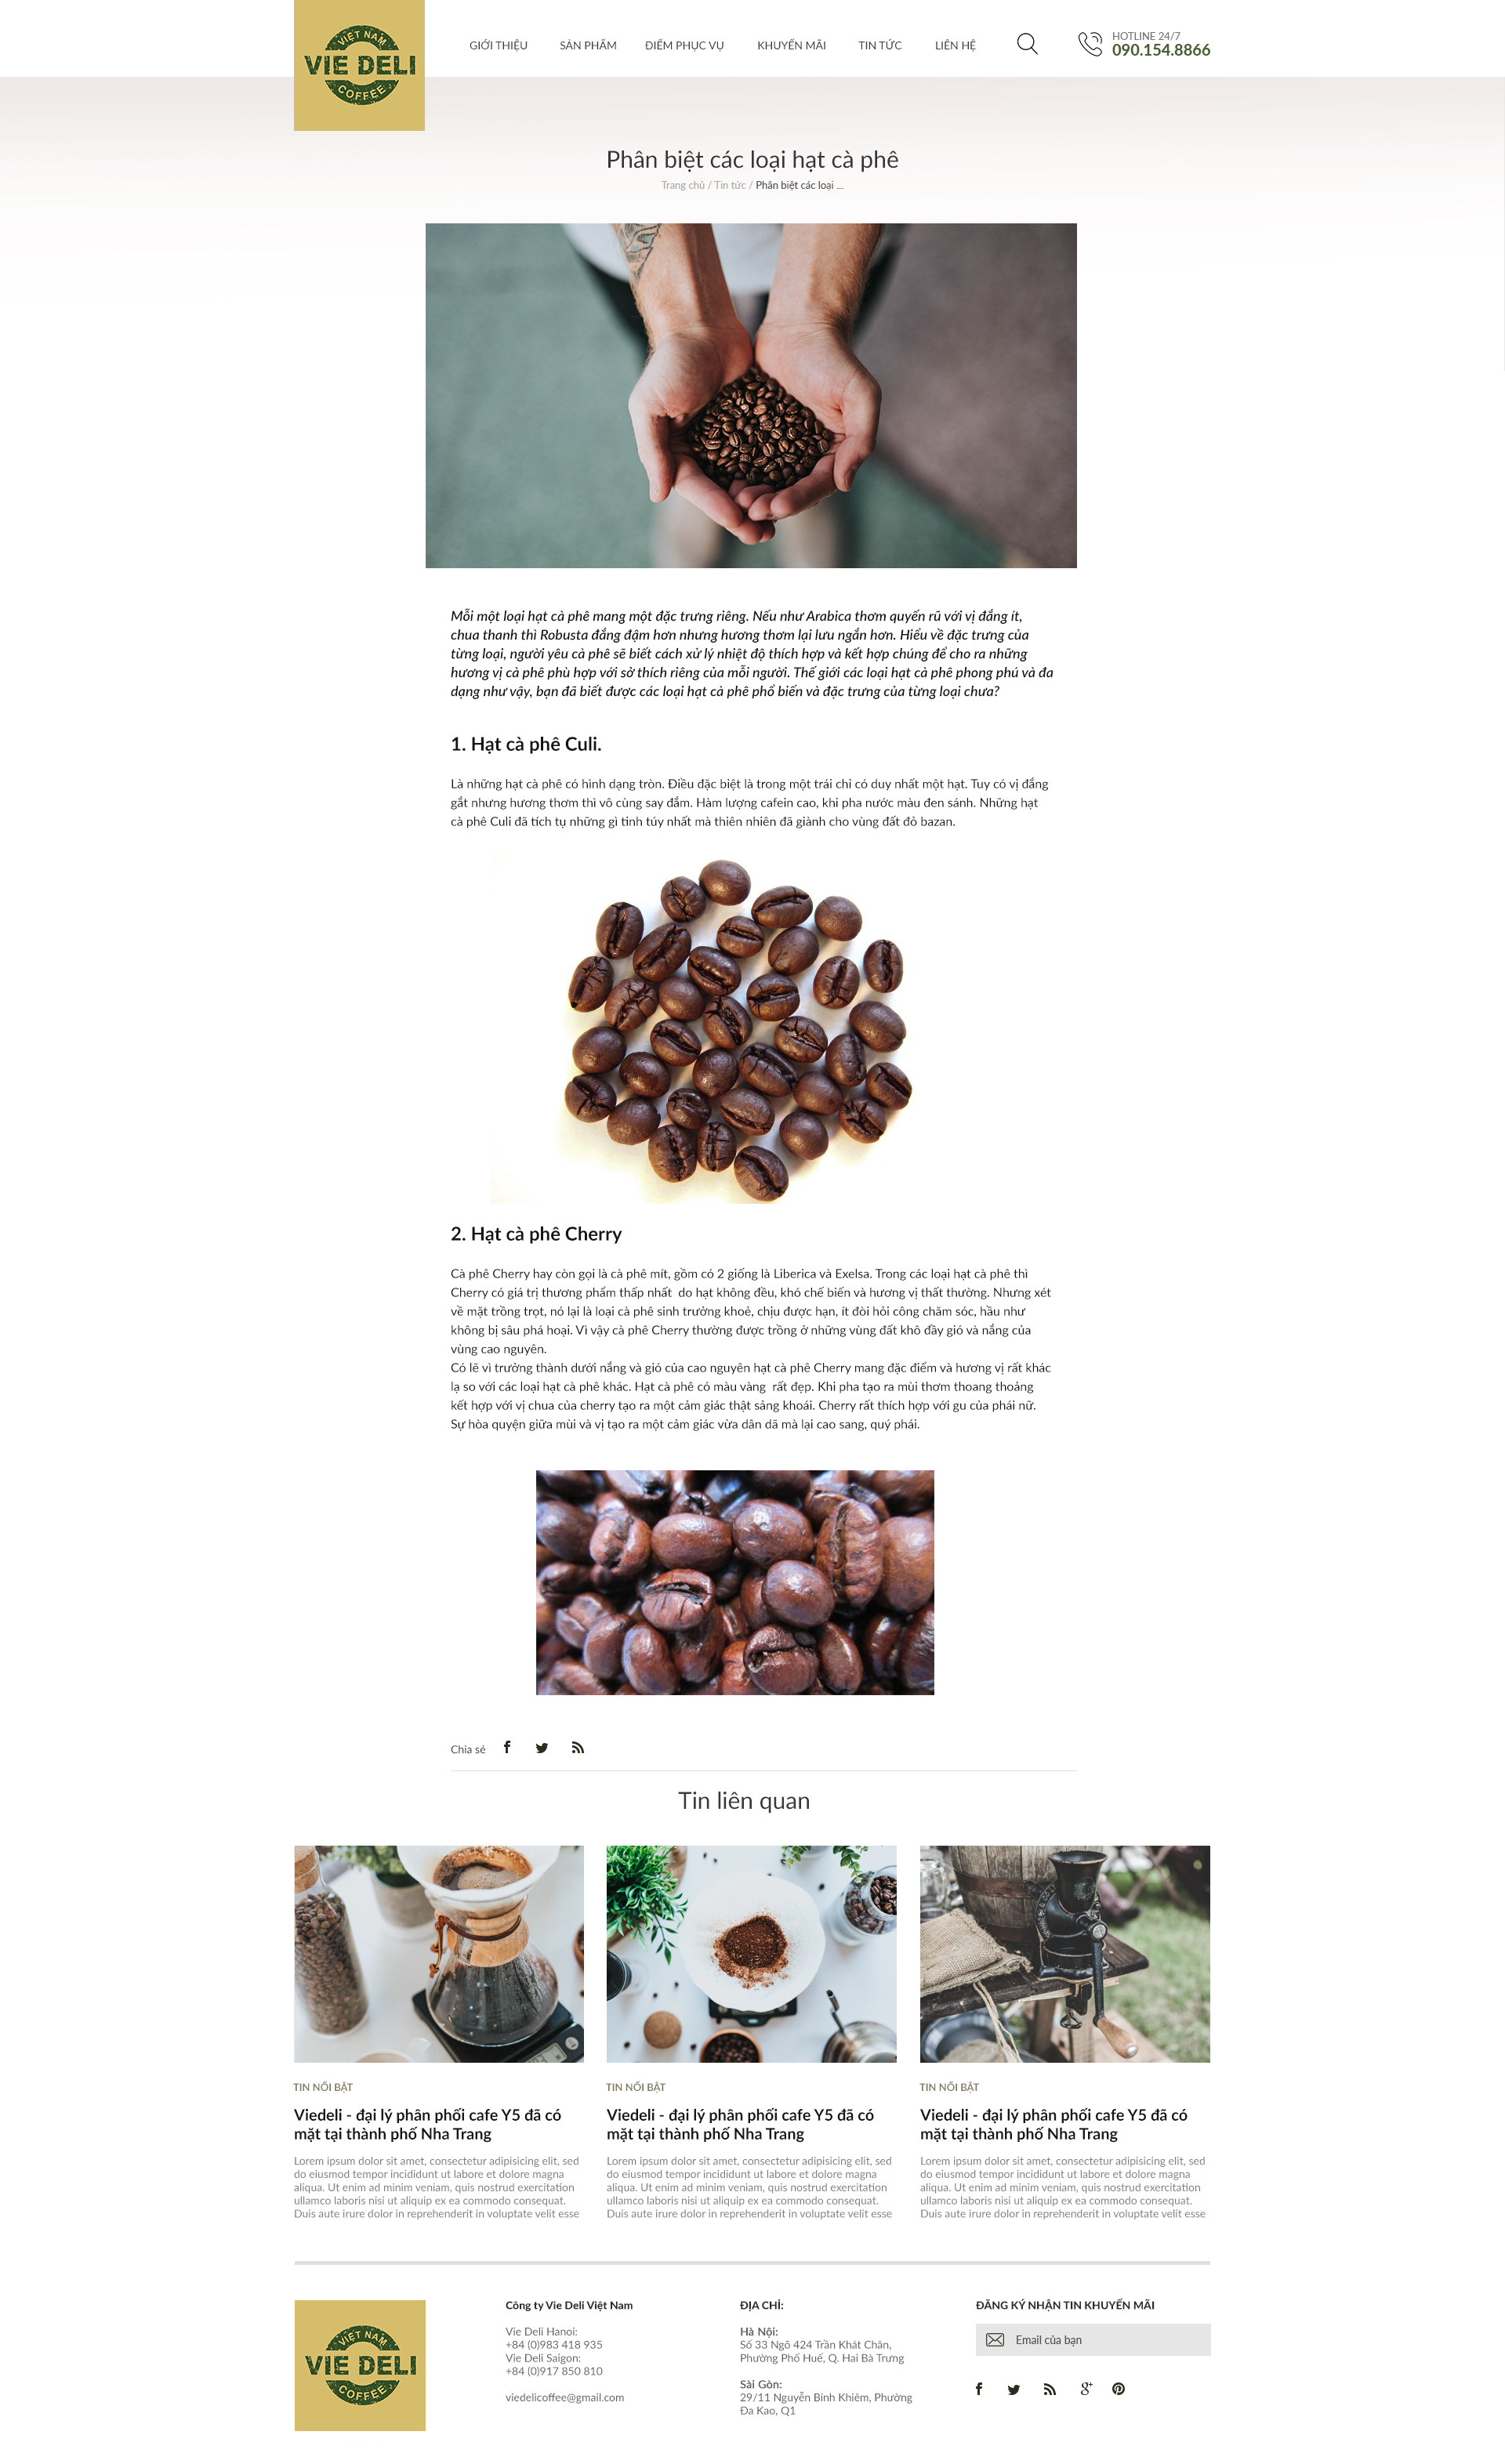 VIỆT NAM
VIE DELI
COFFEE
GIỚI THIỆU
SẢN PHẨM
ĐIỂM PHỤC VỤ
KHUYẾN MÃI
TIN TỨC
LIÊN HỆ
HOTLINE 24/7
090.154.8866
Phân biệt các loại hạt cà phê
Trang chủ / Tin tức / Phân biệt các loại ...
Mỗi một loại hạt cà phê mang một đặc trưng riêng. Nếu như Arabica thơm quyến rũ với vị đắng ít,
chua thanh thì Robusta đắng đậm hơn nhưng hương thơm lại lưu ngắn hơn. Hiểu về đặc trưng của
từng loại, người yêu cà phê sẽ biết cách xử lý nhiệt độ thích hợp và kết hợp chúng để cho ra những
hương vị cà phê phù hợp với sở thích riêng của mỗi người. Thế giới các loại hạt cà phê phong phú và đa
dạng như vậy, bạn đã biết được các loại hạt cà phê phổ biến và đặc trưng của từng loại chưa?
1. Hạt cà phê Culi.
Là những hạt cà phê có hình dạng tròn. Điều đặc biệt là trong một trái chỉ có duy nhất một hạt. Tuy có vị đắng
gắt nhưng hương thơm thì vô cùng say đắm. Hàm lượng cafein cao, khi pha nước màu đen sánh. Những hạt
cà phê Culi đã tích tụ những gì tinh túy nhất mà thiên nhiên đã giành cho vùng đất đỏ bazan.
2. Hạt cà phê Cherry
Cà phê Cherry hay còn gọi là cà phê mít, gồm có 2 giống là Liberica và Exelsa. Trong các loại hạt cà phê thì
Cherry có giá trị thương phẩm thấp nhất  do hạt không đều, khó chế biến và hương vị thất thường. Nhưng xét
về mặt trồng trọt, nó lại là loại cà phê sinh trưởng khoẻ, chịu được hạn, ít đòi hỏi công chăm sóc, hầu như
không bị sâu phá hoại. Vì vậy cà phê Cherry thường được trồng ở những vùng đất khô đầy gió và nắng của
vùng cao nguyên.
Có lẽ vì trưởng thành dưới nắng và gió của cao nguyên hạt cà phê Cherry mang đặc điểm và hương vị rất khác
lạ so với các loại hạt cà phê khác. Hạt cà phê có màu vàng  rất đẹp. Khi pha tạo ra mùi thơm thoang thoảng
kết hợp với vị chua của cherry tạo ra một cảm giác thật sảng khoái. Cherry rất thích hợp với gu của phái nữ.
Sự hòa quyện giữa mùi và vị tạo ra một cảm giác vừa dân dã mà lại cao sang, quý phái.
Chia sẻ
Tin liên quan
TIN NỔI BẬT
Viedeli - đại lý phân phối cafe Y5 đã có
mặt tại thành phố Nha Trang
Lorem ipsum dolor sit amet, consectetur adipisicing elit, sed
do eiusmod tempor incididunt ut labore et dolore magna
aliqua. Ut enim ad minim veniam, quis nostrud exercitation
ullamco laboris nisi ut aliquip ex ea commodo consequat.
Duis aute irure dolor in reprehenderit in voluptate velit esse
TIN NỔI BẬT
Viedeli - đại lý phân phối cafe Y5 đã có
mặt tại thành phố Nha Trang
Lorem ipsum dolor sit amet, consectetur adipisicing elit, sed
do eiusmod tempor incididunt ut labore et dolore magna
aliqua. Ut enim ad minim veniam, quis nostrud exercitation
ullamco laboris nisi ut aliquip ex ea commodo consequat.
Duis aute irure dolor in reprehenderit in voluptate velit esse
TIN NỔI BẬT
Viedeli - đại lý phân phối cafe Y5 đã có
mặt tại thành phố Nha Trang
Lorem ipsum dolor sit amet, consectetur adipisicing elit, sed
do eiusmod tempor incididunt ut labore et dolore magna
aliqua. Ut enim ad minim veniam, quis nostrud exercitation
ullamco laboris nisi ut aliquip ex ea commodo consequat.
Duis aute irure dolor in reprehenderit in voluptate velit esse
VIỆT NAM
VIE DELI
COFFEE
Công ty Vie Deli Việt Nam
Vie Deli Hanoi:
+84 (0)983 418 935
Vie Deli Saigon:
+84 (0)917 850 810
viedelicoffee@gmail.com
ĐỊA CHỈ:
Hà Nội:
Số 33 Ngõ 424 Trần Khát Chân,
Phường Phố Huế, Q. Hai Bà Trưng
Sài Gòn:
29/11 Nguyễn Bỉnh Khiêm, Phường
Đa Kao, Q1
ĐĂNG KÝ NHẬN TIN KHUYẾN MÃI
Email của bạn